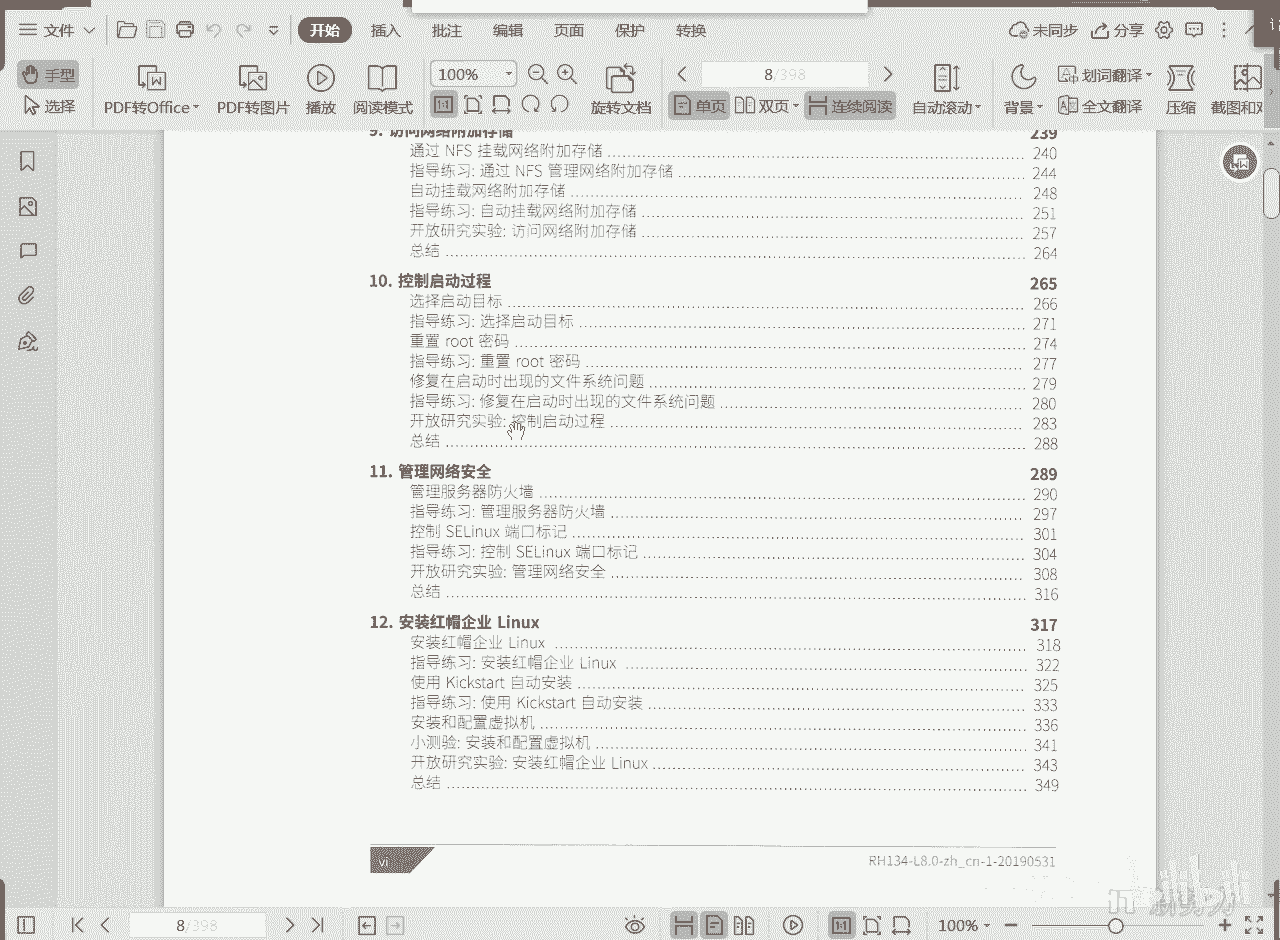 文件
开始
插入
批注
编辑
页面
保护
转换
未同步
分享
手型
选择
PDF转Office
PDF转图片
播放
阅读模式
100%
旋转文档
8/398
单页
双页
连续阅读
自动滚动
背景
划词翻译
全文翻译
压缩
截图和对
9. 访问网络附加存储 239
通过 NFS 挂载网络附加存储 240
指导练习: 通过 NFS 管理网络附加存储 244
自动挂载网络附加存储 248
指导练习: 自动挂载网络附加存储 251
开放研究实验: 访问网络附加存储 257
总结 264
10. 控制启动过程 265
选择启动目标 266
指导练习: 选择启动目标 271
重置 root 密码 274
指导练习: 重置 root 密码 277
修复在启动时出现的文件系统问题 279
指导练习: 修复在启动时出现的文件系统问题 280
开放研究实验: 控制启动过程 283
总结 288
11. 管理网络安全 289
管理服务器防火墙 290
指导练习: 管理服务器防火墙 297
控制 SELinux 端口标记 301
指导练习: 控制 SELinux 端口标记 304
开放研究实验: 管理网络安全 308
总结 316
12. 安装红帽企业 Linux 317
安装红帽企业 Linux 318
指导练习: 安装红帽企业 Linux 322
使用 Kickstart 自动安装 325
指导练习: 使用 Kickstart 自动安装 333
安装和配置虚拟机 336
小测验: 安装和配置虚拟机 341
开放研究实验: 安装红帽企业 Linux 343
总结 349
vi RH134-L8.0-zh_cn-1-20190531
8/398
100%